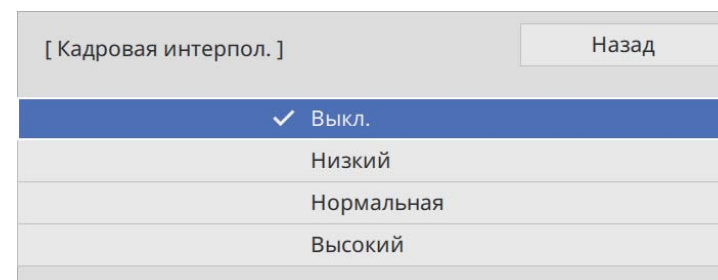 [ Кадровая интерпол. ]
Назад
Выкл.
Низкий
Нормальная
Высокий